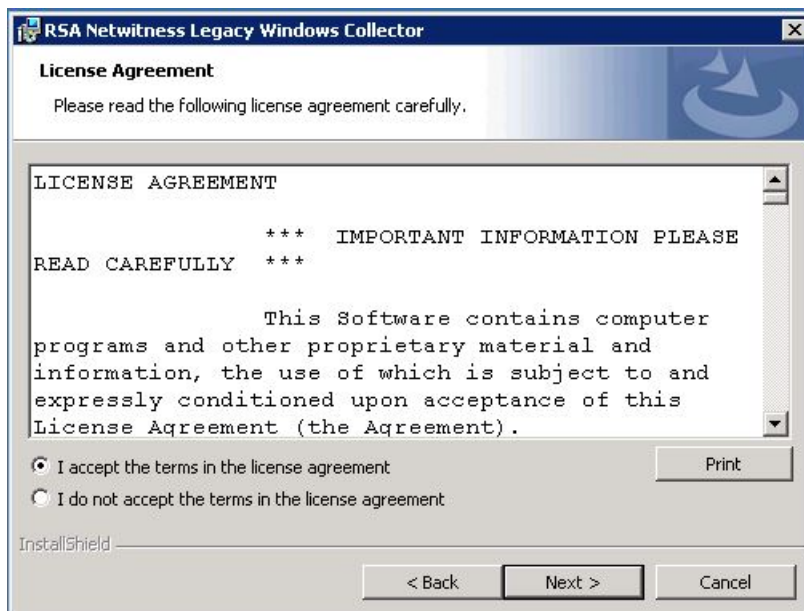 RSA Netwitness Legacy Windows Collector
License Agreement
Please read the following license agreement carefully.
LICENSE AGREEMENT
*** IMPORTANT INFORMATION PLEASE
READ CAREFULLY ***
This Software contains computer
programs and other proprietary material and
information, the use of which is subject to and
expressly conditioned upon acceptance of this
License Agreement (the Agreement).
I accept the terms in the license agreement
Print
I do not accept the terms in the license agreement
InstallShield
< Back
Next >
Cancel